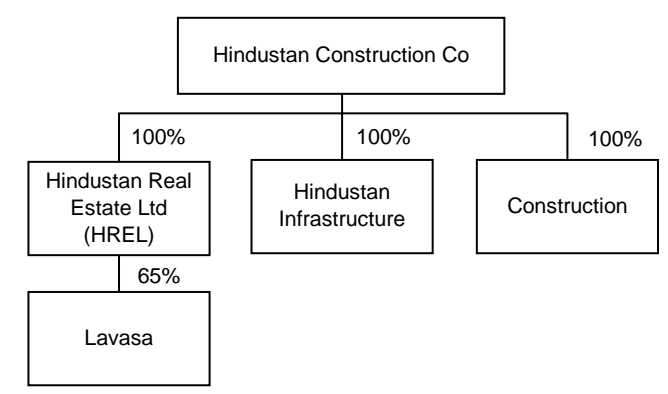 Hindustan Construction Co
100%
100%
100%
Hindustan Real
Estate Ltd
(HREL)
Hindustan
Infrastructure
Construction
65%
Lavasa